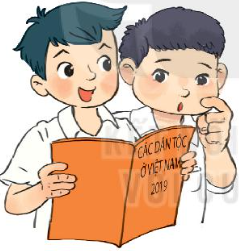 CÁC DÂN TỘC
Ở VIỆT NAM
2019